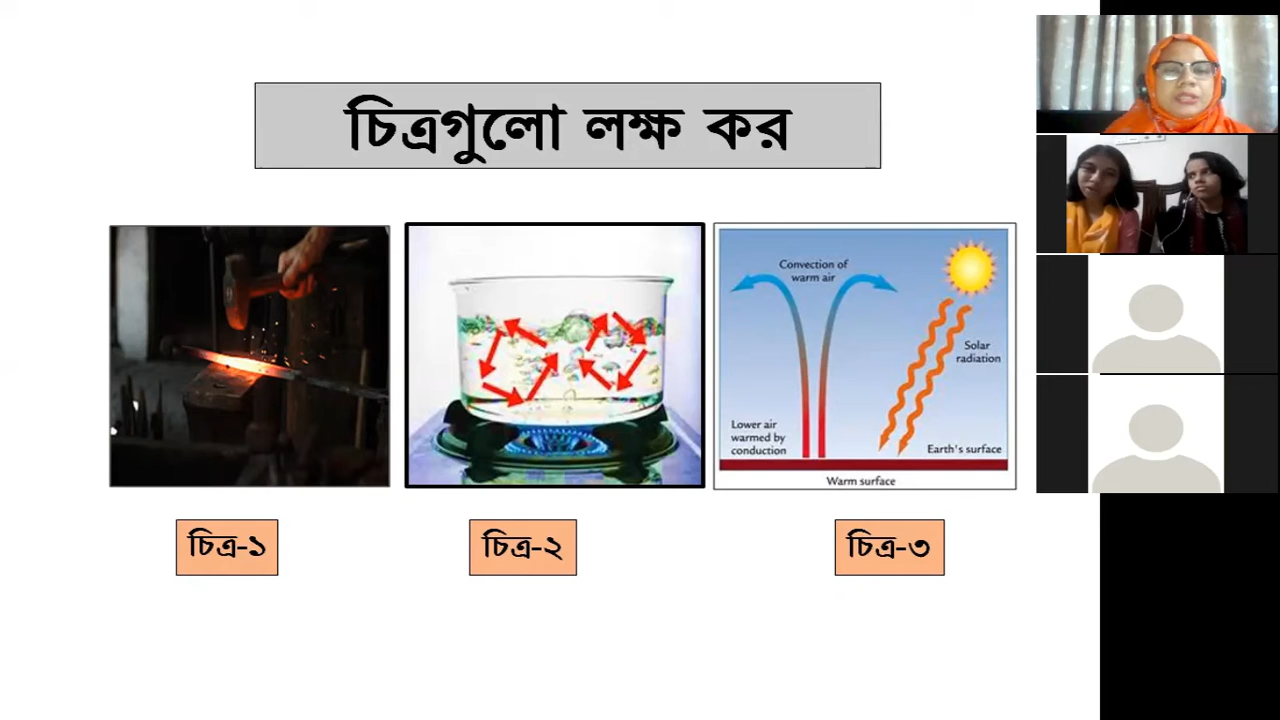 চিত্রগুলো লক্ষ কর
Convection of
warm air
Solar
radiation
Lower air
warmed by
conduction
Earth's surface
Warm surface
চিত্র-১
চিত্র-২
চিত্র-৩